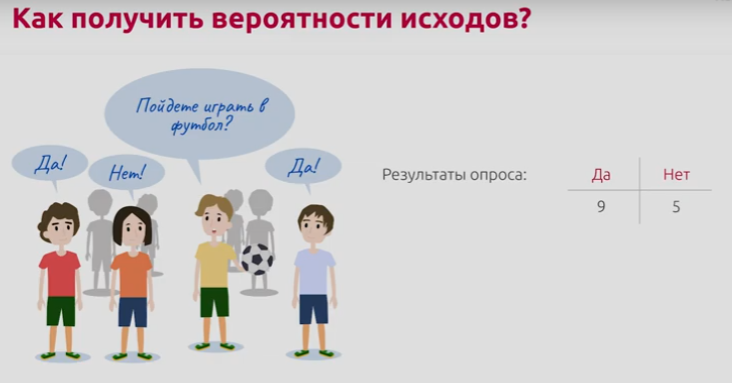 Как получить вероятности исходов?
Пойдете играть в
футбол?
Да!
Нет!
Да!
Результаты опроса:
Да Нет
9 5